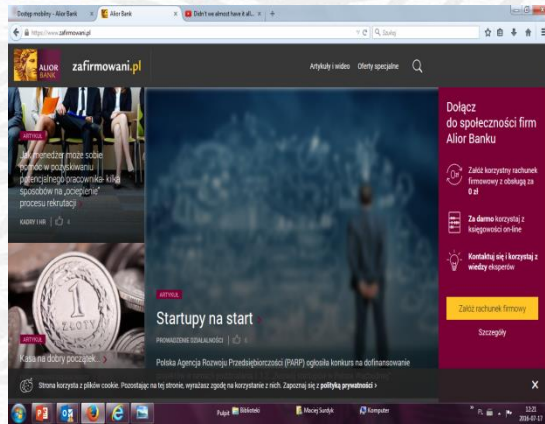 Dostęp mobilny - Alior Bank
Alior Bank
Didn't we almost have it all...
https://www.zafirmowani.pl
Szukaj
ALIOR
BANK
zafirmowani.pl
Artykuły i wideo
Oferty specjalne
ARTYKUŁ
Jak menedżer może sobie
pomóc w pozyskiwaniu
potencjalnego pracownika- kilka
sposobów na „ocieplenie"
procesu rekrutacji
KADRY I HR
4
1
ZŁOTY
ARTYKUŁ
Kasa na dobry początek...
ARTYKUŁ
Startupy na start
PROWADZENIE DZIAŁALNOŚCI
6
Polska Agencja Rozwoju Przedsiębiorczości (PARP) ogłosiła konkurs na dofinansowanie
Dołącz
do społeczności firm
Alior Banku
Załóż korzystny rachunek
firmowy z obsługą za
0 zł
Za darmo korzystaj z
księgowości on-line
Kontaktuj się i korzystaj z
wiedzy ekspertów
Załóż rachunek firmowy
Szczegóły
Strona korzysta z plików cookie. Pozostając na tej stronie, wyrażasz zgodę na korzystanie z nich. Zapoznaj się z polityką prywatności >
Pulpit
Biblioteki
Maciej Surdyk
Komputer
PL
12:21
2016-07-17